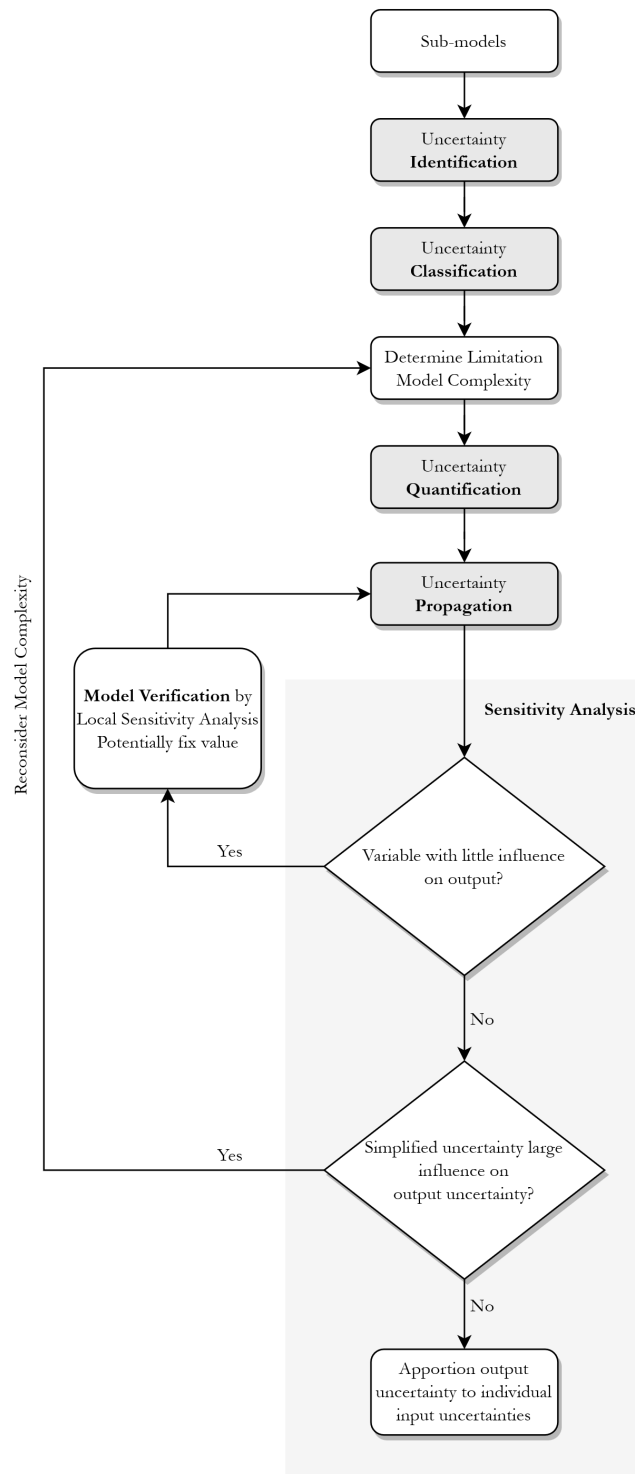 Sub-models
Uncertainty
Identification
Uncertainty
Classification
Determine Limitation
Model Complexity
Uncertainty
Quantification
Uncertainty
Propagation
Reconsider Model Complexity
Model Verification by
Local Sensitivity Analysis
Potentially fix value
Sensitivity Analysis
Variable with little influence
on output?
Yes
No
Simplified uncertainty large
influence on
output uncertainty?
Yes
No
Apportion output
uncertainty to individual
input uncertainties